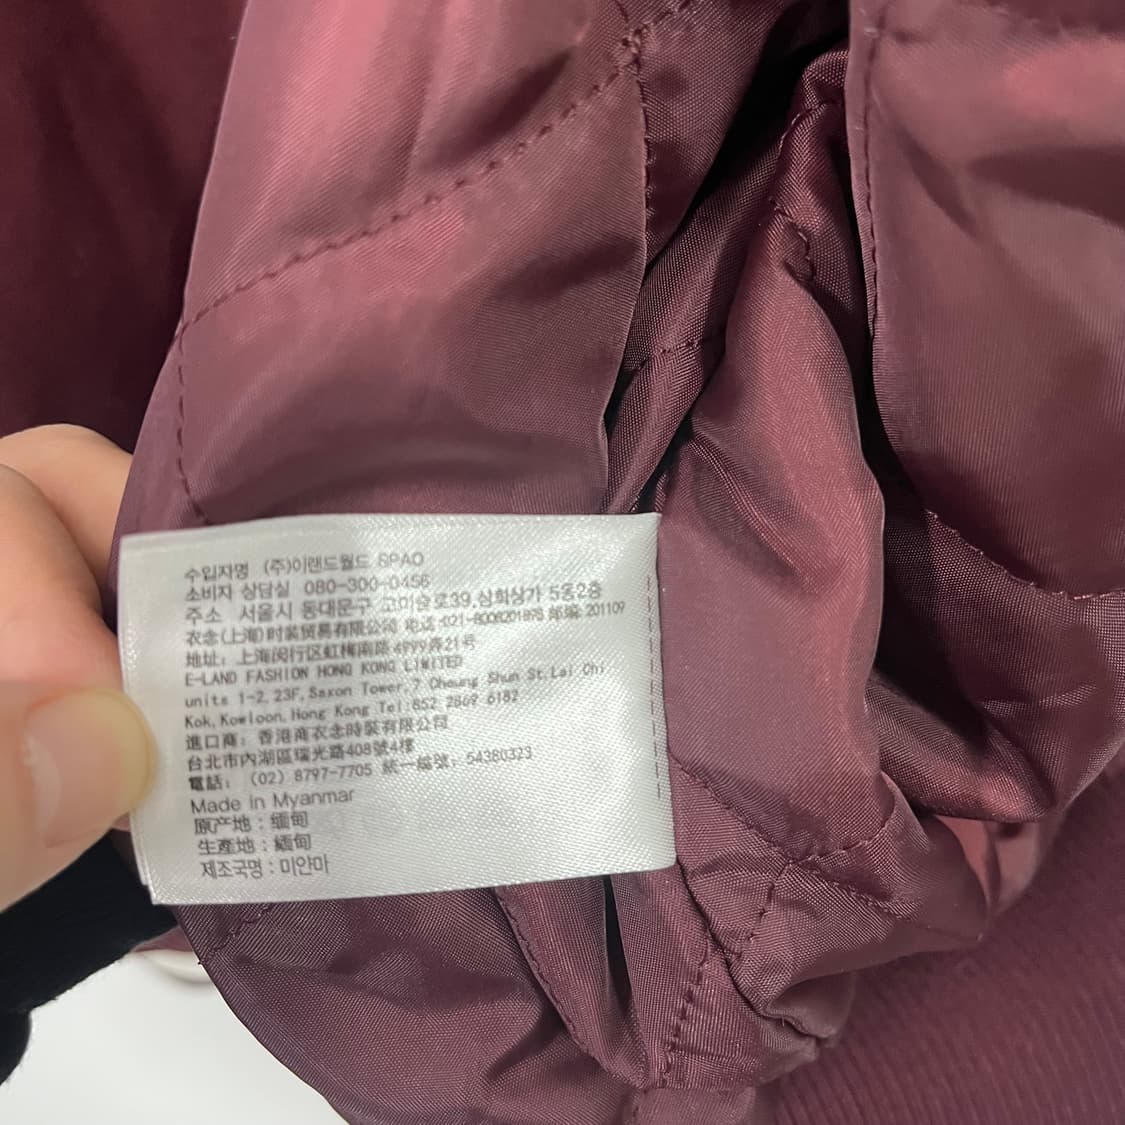 수입자명 (주)이랜드월드 SPAO
소비자 상담실 080-300-0456
주소 서울시 동대문구 고미술로39,삼희상가 5동2층
衣念(上海)时装贸易有限公司 电话:021-8008201898 邮编:201109
地址: 上海闵行区虹梅南路4999弄21号
E-LAND FASHION HONG KONG LIMITED
units 1-2,23F,Saxon Tower,7 Cheung Shun St.Lai Chi
Kok,Kowloon,Hong Kong Tel:852 2869 6182
進口商: 香港商衣念時裝有限公司
台北市內湖區瑞光路408號4樓
電話: (02) 8797-7705 統一編號: 54380323
Made in Myanmar
原产地 : 缅甸
生產地 : 緬甸
제조국명 : 미얀마